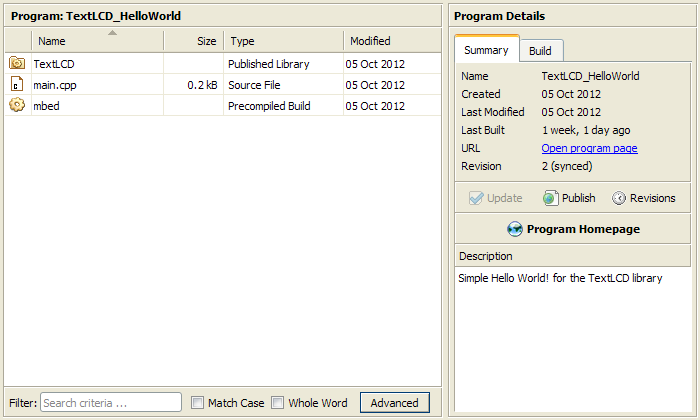 Program: TextLCD_HelloWorld
Name Size Type Modified
TextLCD Published Library 05 Oct 2012
main.cpp 0.2 kB Source File 05 Oct 2012
mbed Precompiled Build 05 Oct 2012
Filter: Search criteria ... Match Case Whole Word Advanced
Program Details
Summary Build
Name TextLCD_HelloWorld
Created 05 Oct 2012
Last Modified 05 Oct 2012
Last Built 1 week, 1 day ago
URL Open program page
Revision 2 (synced)
Update Publish Revisions
Program Homepage
Description
Simple Hello World! for the TextLCD library